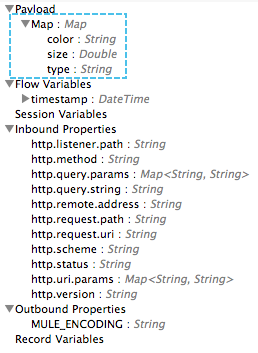 Payload
Map : Map
color : String
size : Double
type : String
Flow Variables
timestamp : DateTime
Session Variables
Inbound Properties
http.listener.path : String
http.method : String
http.query.params : Map<String, String>
http.query.string : String
http.remote.address : String
http.request.path : String
http.request.uri : String
http.scheme : String
http.status : String
http.uri.params : Map<String, String>
http.version : String
Outbound Properties
MULE_ENCODING : String
Record Variables